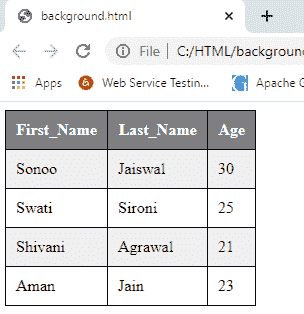 background.html
File | C:/HTML/background
Apps Web Service Testin... Apache G
First_Name Last_Name Age
Sonoo Jaiswal 30
Swati Sironi 25
Shivani Agrawal 21
Aman Jain 23